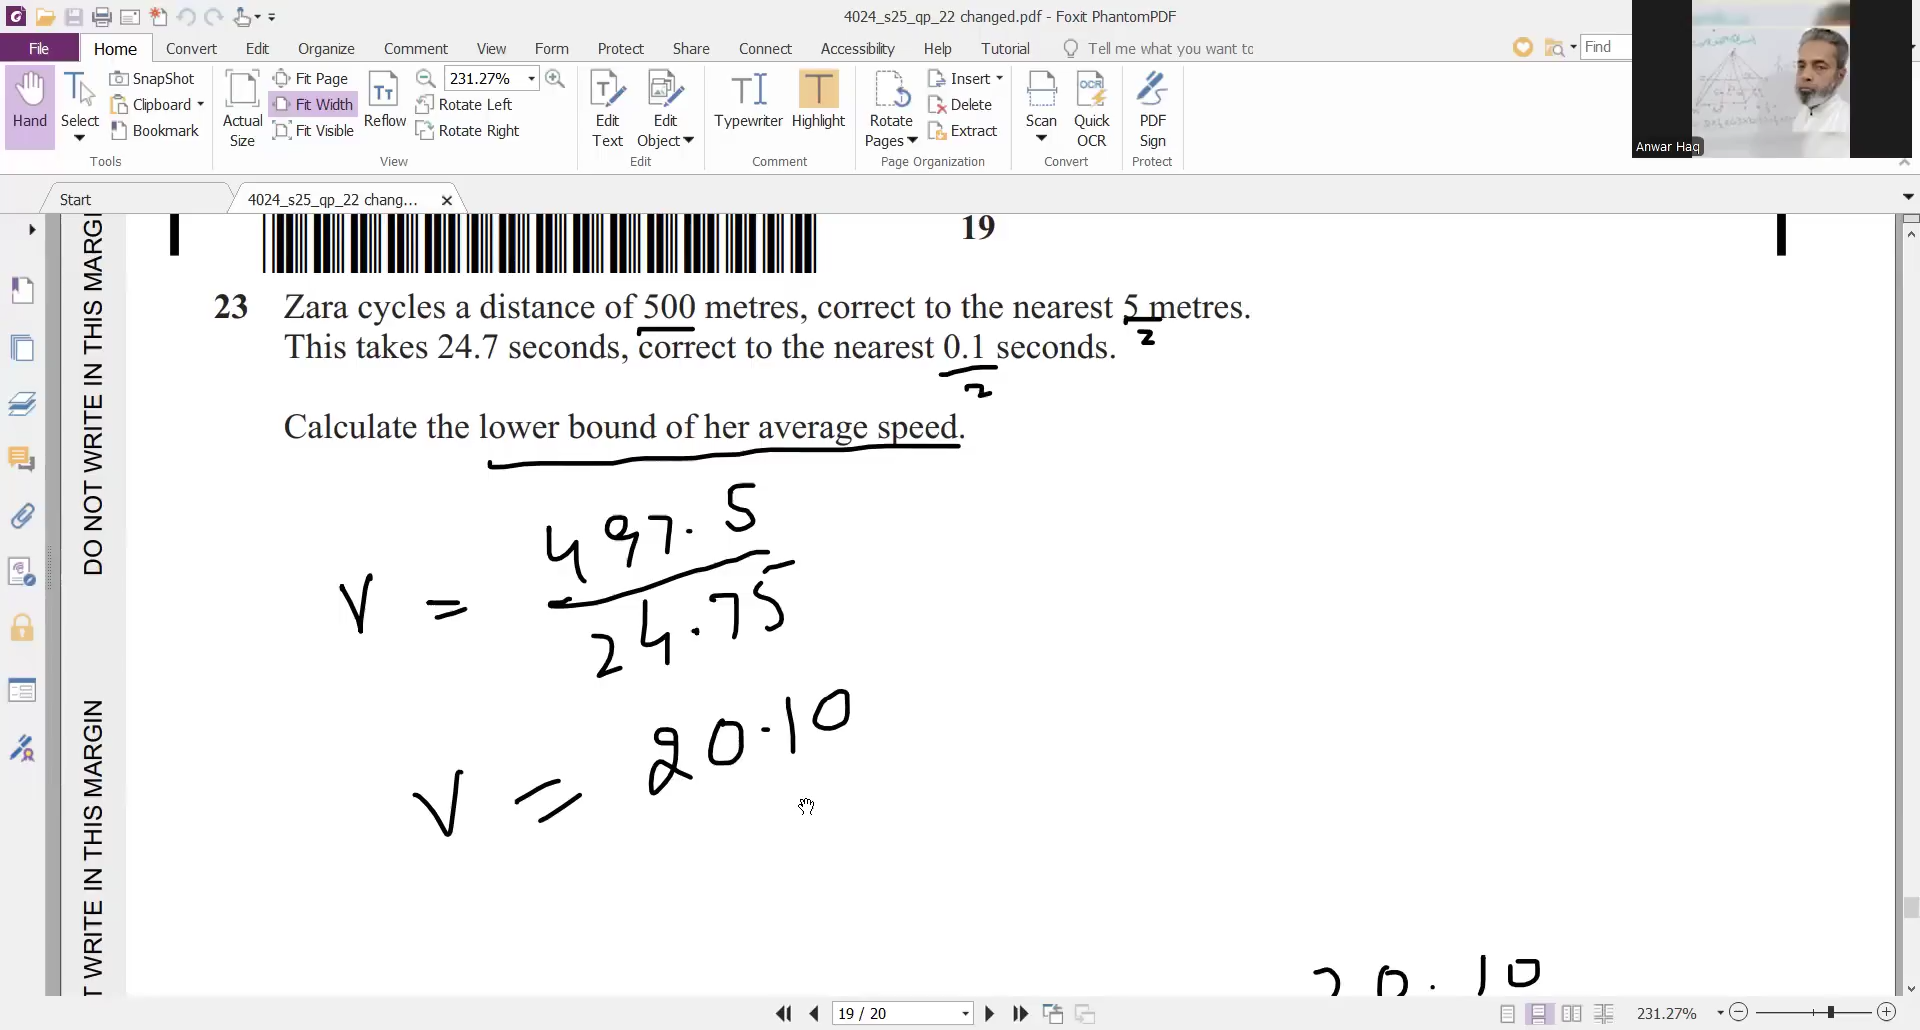 4024_s25_qp_22 changed.pdf - Foxit PhantomPDF
File Home Convert Edit Organize Comment View Form Protect Share Connect Accessibility Help Tutorial Tell me what you want to Find
Hand
Select
SnapShot
Clipboard
Bookmark
Tools
Actual Size
Fit Page
Fit Width
Fit Visible
Reflow
231.27%
Rotate Left
Rotate Right
View
Edit Text
Edit Object
Edit
Typewriter
Highlight
Comment
Rotate Pages
Insert
Delete
Extract
Page Organization
Scan
Quick OCR
Convert
PDF Sign
Protect
Anwar Haq
Start
4024_s25_qp_22 chang...
19
DO NOT WRITE IN THIS MARGIN
23 Zara cycles a distance of 500 metres, correct to the nearest 5 metres.
2
This takes 24.7 seconds, correct to the nearest 0.1 seconds.
2
Calculate the lower bound of her average speed.
V = 497.5
24.75
V = 20.10
T WRITE IN THIS MARGIN
20.10
19 / 20
231.27%